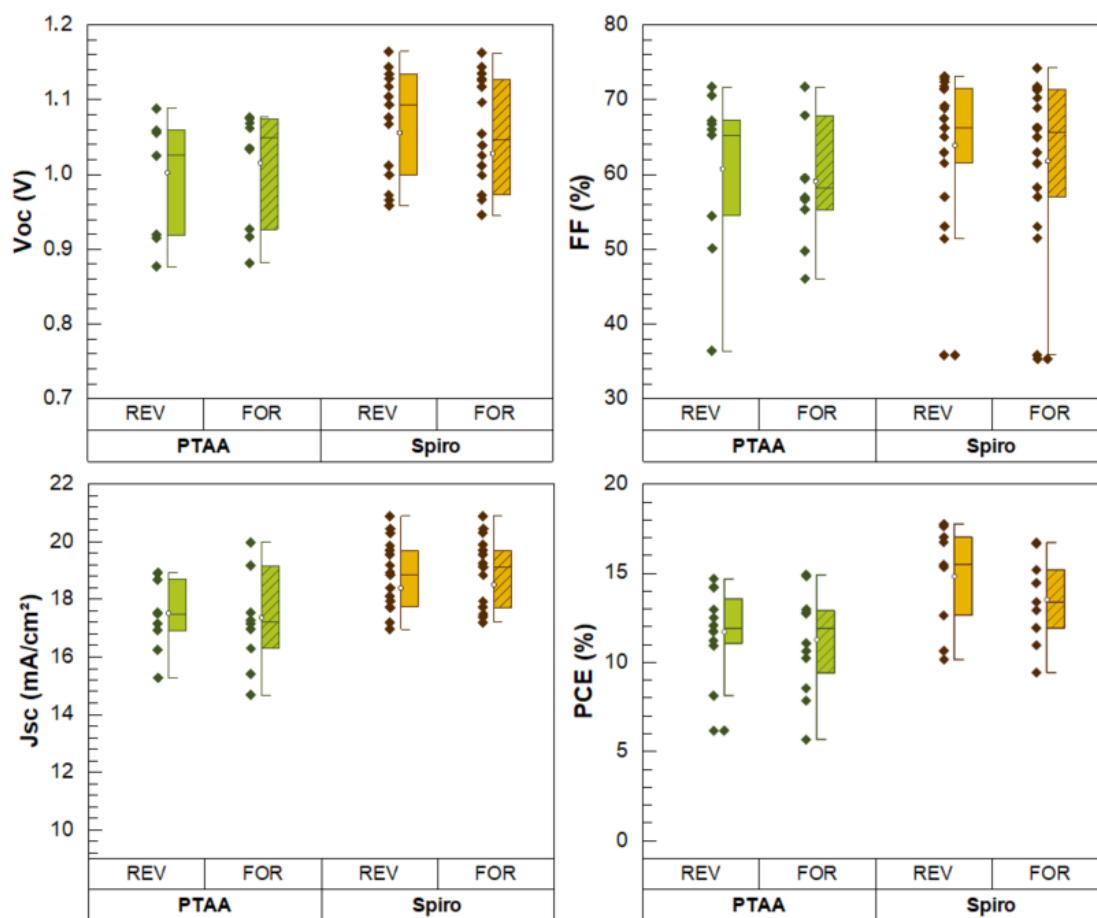 Voc (V)
1.2
1.1
1.0
0.9
0.8
0.7
REV FOR REV FOR
PTAA Spiro
FF (%)
80
70
60
50
40
30
REV FOR REV FOR
PTAA Spiro
Jsc (mA/cm²)
22
20
18
16
14
12
10
REV FOR REV FOR
PTAA Spiro
PCE (%)
20
15
10
5
0
REV FOR REV FOR
PTAA Spiro